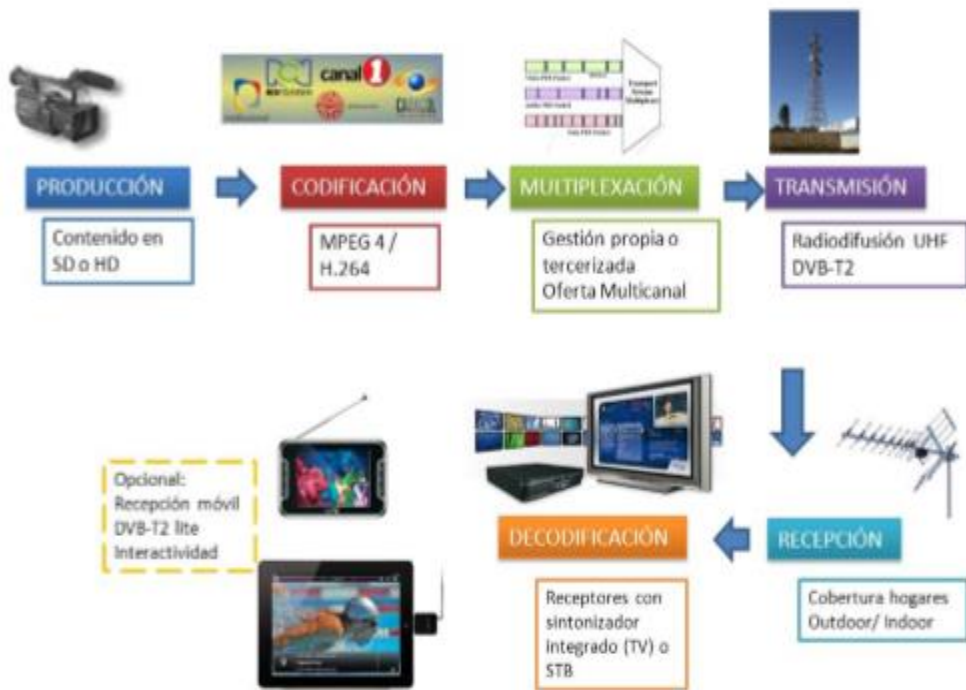 canal 1
PRODUCCIÓN
CODIFICACIÓN
MULTIPLEXACIÓN
TRANSMISIÓN
Contenido en
SD o HD
MPEG 4 /
H.264
Gestión propia o
tercerizada
Oferta Multicanal
Radiodifusión UHF
DVB-T2
Opcional:
Recepción móvil
DVB-T2 lite
Interactividad
DECODIFICACIÓN
RECEPCIÓN
Receptores con
sintonizador
integrado (TV) o
STB
Cobertura hogares
Outdoor/ Indoor